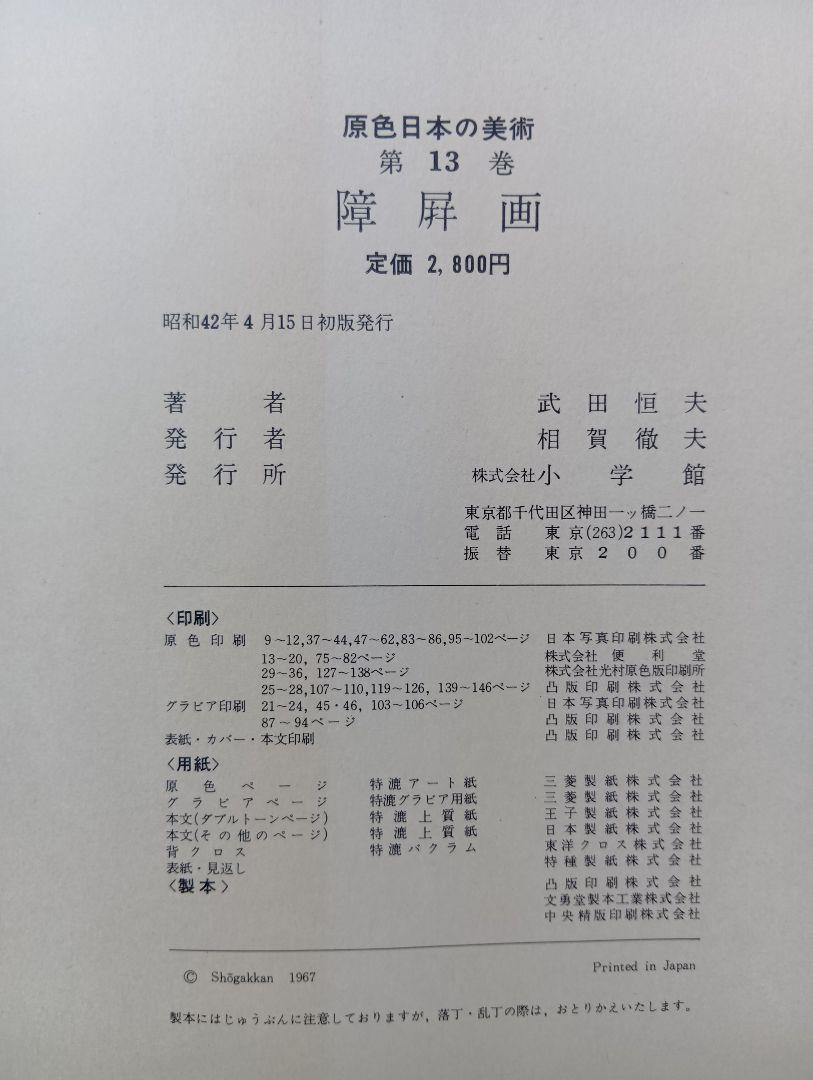 原色日本の美術
第 13 巻
障屏画
定価 2,800円
昭和42年4月15日初版発行
著者 武田恒夫
発行者 相賀徹夫
発行所 株式会社小学館
東京都千代田区神田一ッ橋二ノ一
電話 東京(263)2111番
振替 東京200番
〈印刷〉
原色印刷 9～12,37～44,47～62,83～86,95～102ページ 日本写真印刷株式会社
13～20, 75～82ページ 株式会社 便利堂
29～36, 127～138ページ 株式会社光村原色版印刷所
25～28,107～110,119～126, 139～146ページ 凸版印刷株式会社
グラビア印刷 21～24, 45・46, 103～106ページ 日本写真印刷株式会社
87～94ページ 凸版印刷株式会社
表紙・カバー・本文印刷 凸版印刷株式会社
〈用紙〉
原色ページ 特漉アート紙 三菱製紙株式会社
グラビアページ 特漉グラビア用紙 三菱製紙株式会社
本文(ダブルトーンページ) 特漉上質紙 王子製紙株式会社
本文(その他のページ) 特漉上質紙 日本製紙株式会社
背クロス 特漉バクラム 東洋クロス株式会社
表紙・見返し 特種製紙株式会社
〈製本〉 凸版印刷株式会社
文勇堂製本工業株式会社
中央精版印刷株式会社
© Shōgakkan 1967 Printed in Japan
製本にはじゅうぶんに注意しておりますが，落丁・乱丁の際は，おとりかえいたします。